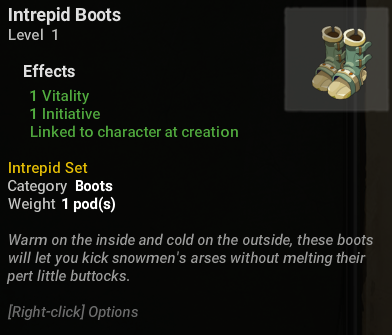 Intrepid Boots
Level 1
Effects
1 Vitality
1 Initiative
Linked to character at creation
Intrepid Set
Category Boots
Weight 1 pod(s)
Warm on the inside and cold on the outside, these boots
will let you kick snowmen's arses without melting their
pert little buttocks.
[Right-click] Options